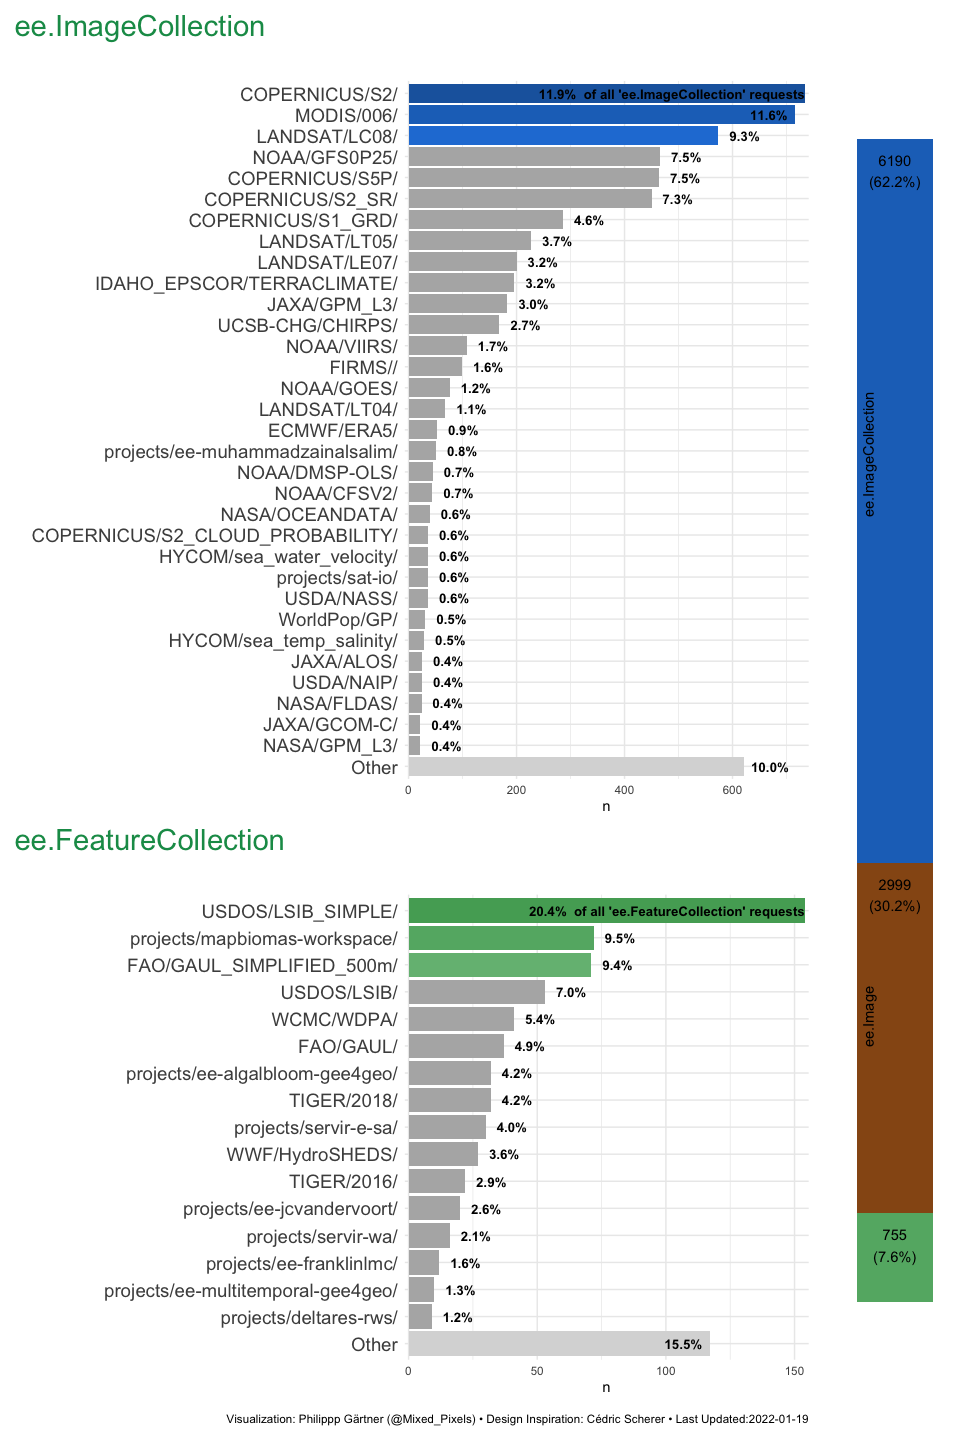 ee.ImageCollection
COPERNICUS/S2/ 11.9% of all 'ee.ImageCollection' requests
MODIS/006/ 11.6%
LANDSAT/LC08/ 9.3%
NOAA/GFS0P25/ 7.5%
COPERNICUS/S5P/ 7.5%
COPERNICUS/S2_SR/ 7.3%
COPERNICUS/S1_GRD/ 4.6%
LANDSAT/LT05/ 3.7%
LANDSAT/LE07/ 3.2%
IDAHO_EPSCOR/TERRACLIMATE/ 3.2%
JAXA/GPM_L3/ 3.0%
UCSB-CHG/CHIRPS/ 2.7%
NOAA/VIIRS/ 1.7%
FIRMS// 1.6%
NOAA/GOES/ 1.2%
LANDSAT/LT04/ 1.1%
ECMWF/ERA5/ 0.9%
projects/ee-muhammadzainalsalim/ 0.8%
NOAA/DMSP-OLS/ 0.7%
NOAA/CFSV2/ 0.7%
NASA/OCEANDATA/ 0.6%
COPERNICUS/S2_CLOUD_PROBABILITY/ 0.6%
HYCOM/sea_water_velocity/ 0.6%
projects/sat-io/ 0.6%
USDA/NASS/ 0.6%
WorldPop/GP/ 0.5%
HYCOM/sea_temp_salinity/ 0.5%
JAXA/ALOS/ 0.4%
USDA/NAIP/ 0.4%
NASA/FLDAS/ 0.4%
JAXA/GCOM-C/ 0.4%
NASA/GPM_L3/ 0.4%
Other 10.0%
0 200 400 600
n
ee.FeatureCollection
USDOS/LSIB_SIMPLE/ 20.4% of all 'ee.FeatureCollection' requests
projects/mapbiomas-workspace/ 9.5%
FAO/GAUL_SIMPLIFIED_500m/ 9.4%
USDOS/LSIB/ 7.0%
WCMC/WDPA/ 5.4%
FAO/GAUL/ 4.9%
projects/ee-algalbloom-gee4geo/ 4.2%
TIGER/2018/ 4.2%
projects/servir-e-sa/ 4.0%
WWF/HydroSHEDS/ 3.6%
TIGER/2016/ 2.9%
projects/ee-jcvandervoort/ 2.6%
projects/servir-wa/ 2.1%
projects/ee-franklinlmc/ 1.6%
projects/ee-multitemporal-gee4geo/ 1.3%
projects/deltares-rws/ 1.2%
Other 15.5%
0 50 100 150
n
6190
(62.2%)
ee.ImageCollection
2999
(30.2%)
ee.Image
755
(7.6%)
Visualization: Philippp Gärtner (@Mixed_Pixels) • Design Inspiration: Cédric Scherer • Last Updated:2022-01-19